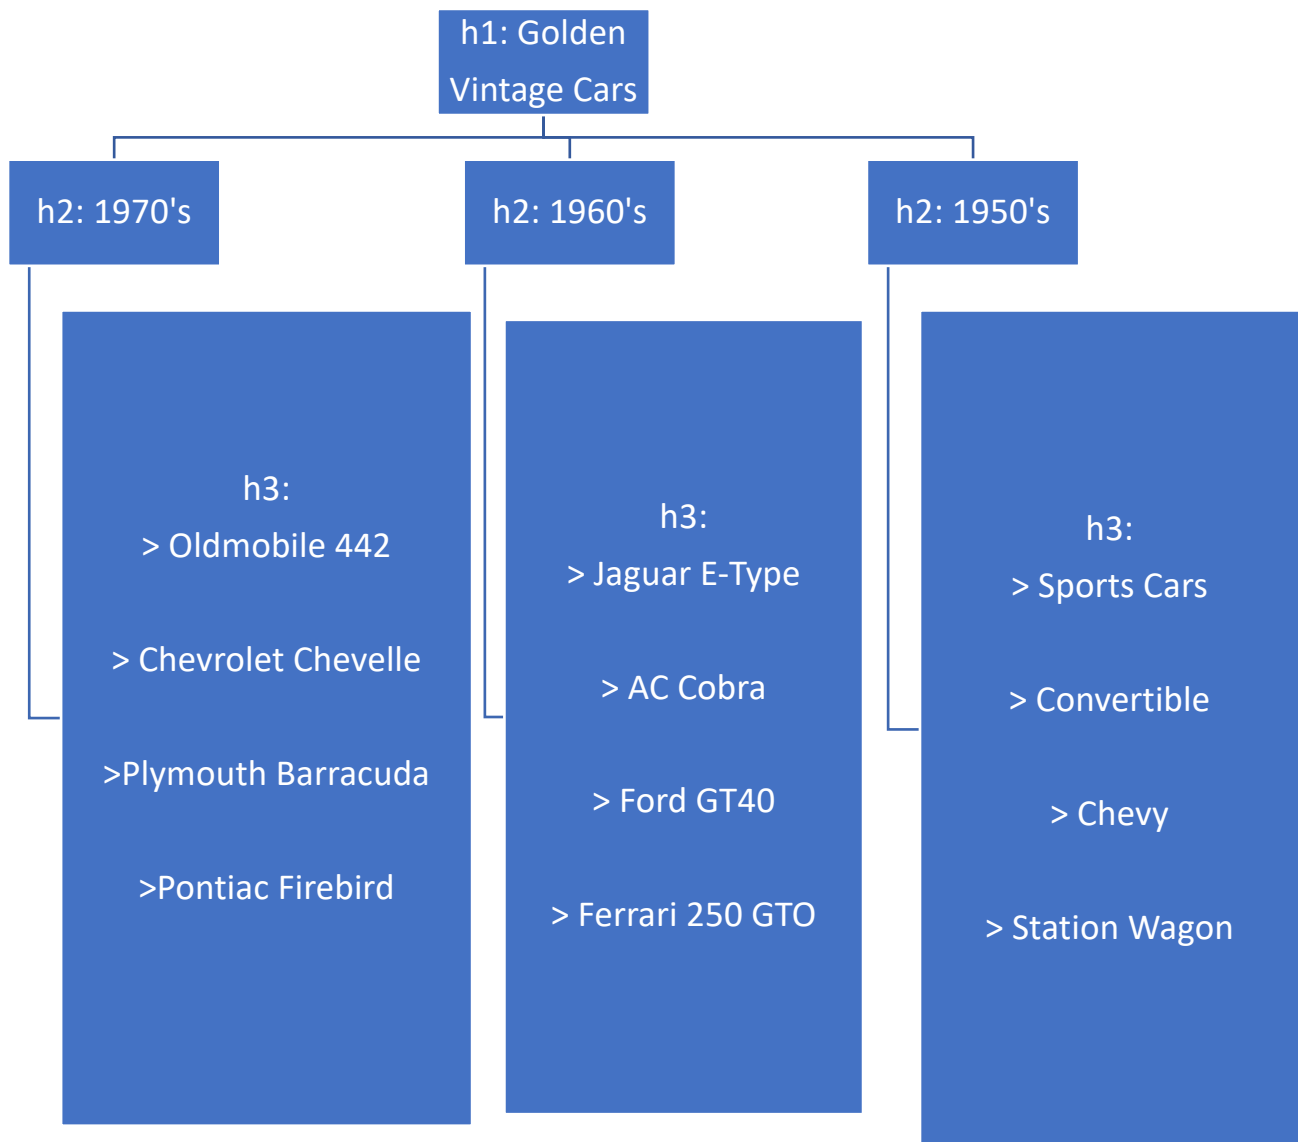 h1: Golden
Vintage Cars
h2: 1970's
h2: 1960's
h2: 1950's
h3:
> Oldmobile 442
> Chevrolet Chevelle
>Plymouth Barracuda
>Pontiac Firebird
h3:
> Jaguar E-Type
> AC Cobra
> Ford GT40
> Ferrari 250 GTO
h3:
> Sports Cars
> Convertible
> Chevy
> Station Wagon